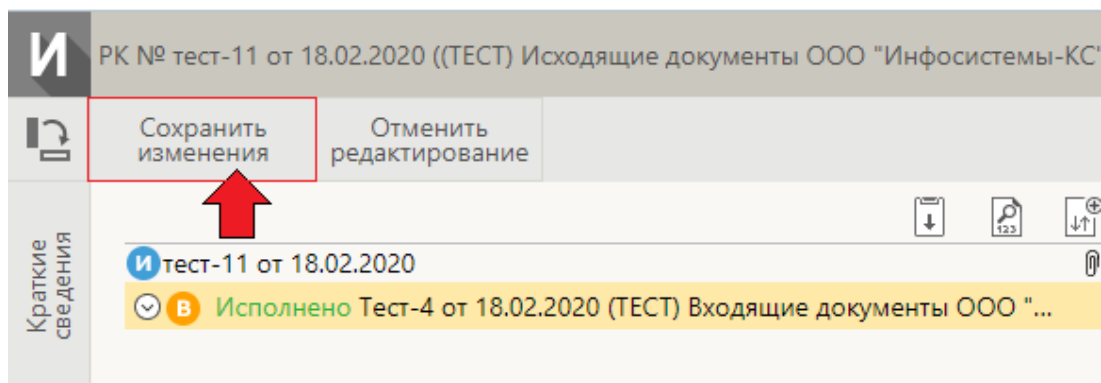 И
РК № тест-11 от 18.02.2020 ((ТЕСТ) Исходящие документы ООО "Инфосистемы-КС"
Сохранить
изменения
Отменить
редактирование
123
Краткие
сведения
И тест-11 от 18.02.2020
В Исполнено Тест-4 от 18.02.2020 (ТЕСТ) Входящие документы ООО "...